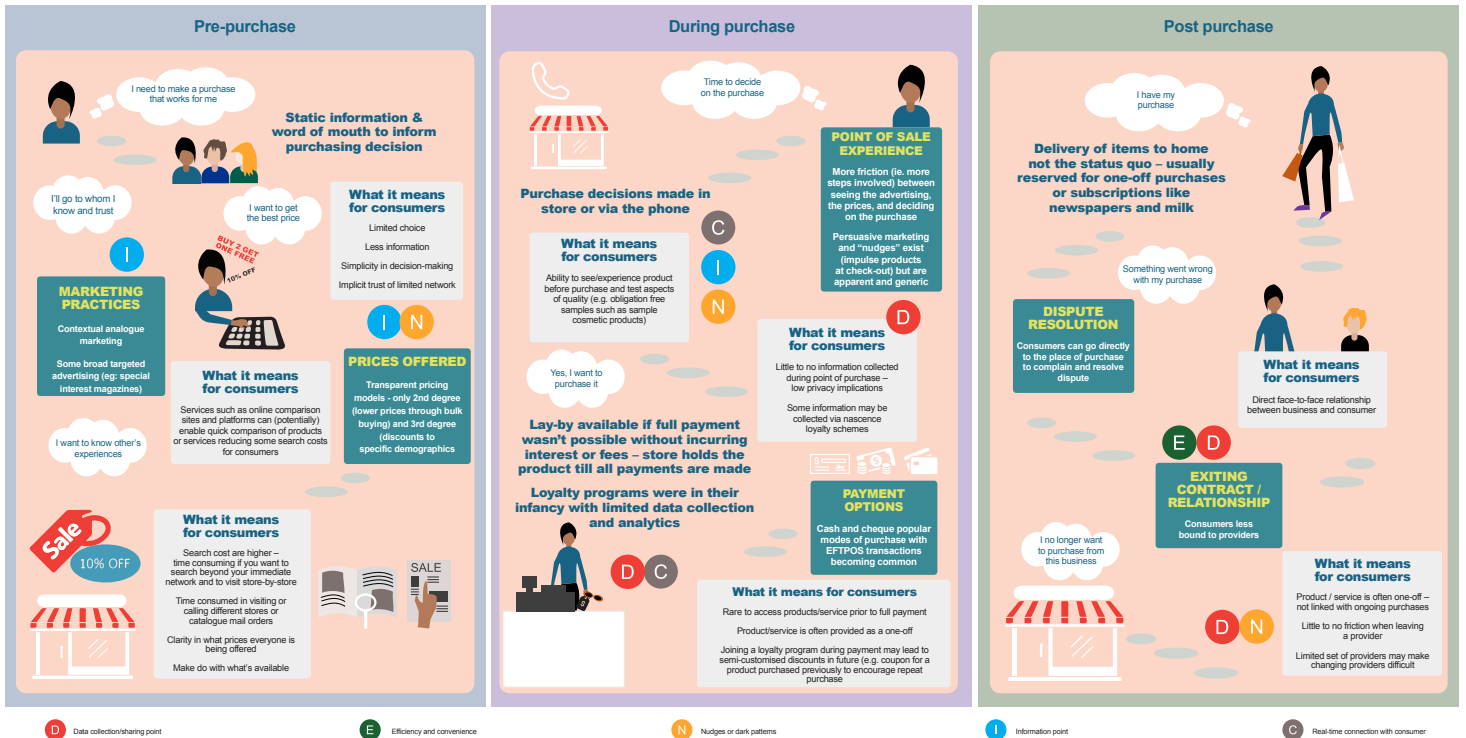 Pre-purchase
I need to make a purchase
that works for me
Static information &
word of mouth to inform
purchasing decision
I'll go to whom I
know and trust
I want to get
the best price
What it means
for consumers
Limited choice
Less information
Simplicity in decision-making
Implicit trust of limited network
BUY 2 GET
ONE FREE
10% OFF
I
MARKETING
PRACTICES
Contextual analogue
marketing
Some broad targeted
advertising (eg: special
interest magazines)
I
N
PRICES OFFERED
Transparent pricing
models - only 2nd degree
(lower prices through bulk
buying) and 3rd degree
(discounts to
specific demographics
What it means
for consumers
Services such as online comparison
sites and platforms can (potentially)
enable quick comparison of products
or services reducing some search costs
for consumers
I want to know other's
experiences
Sale
10% OFF
What it means
for consumers
Search cost are higher –
time consuming if you want to
search beyond your immediate
network and to visit store-by-store
Time consumed in visiting or
calling different stores or
catalogue mail orders
Clarity in what prices everyone is
being offered
Make do with what's available
SALE
During purchase
Time to decide
on the purchase
POINT OF SALE
EXPERIENCE
More friction (ie. more
steps involved) between
seeing the advertising,
the prices, and deciding
on the purchase
Persuasive marketing
and “nudges” exist
(impulse products
at check-out) but are
apparent and generic
Purchase decisions made in
store or via the phone
C
I
N
What it means
for consumers
Ability to see/experience product
before purchase and test aspects
of quality (e.g. obligation free
samples such as sample
cosmetic products)
D
What it means
for consumers
Little to no information collected
during point of purchase –
low privacy implications
Some information may be
collected via nascence
loyalty schemes
Yes, I want to
purchase it
Lay-by available if full payment
wasn't possible without incurring
interest or fees – store holds the
product till all payments are made
Loyalty programs were in their
infancy with limited data collection
and analytics
$
$
PAYMENT
OPTIONS
Cash and cheque popular
modes of purchase with
EFTPOS transactions
becoming common
D
C
$
What it means for consumers
Rare to access products/service prior to full payment
Product/service is often provided as a one-off
Joining a loyalty program during payment may lead to
semi-customised discounts in future (e.g. coupon for a
product purchased previously to encourage repeat
purchase
Post purchase
I have my
purchase
Delivery of items to home
not the status quo – usually
reserved for one-off purchases
or subscriptions like
newspapers and milk
Something went wrong
with my purchase
DISPUTE
RESOLUTION
Consumers can go directly
to the place of purchase
to complain and resolve
dispute
What it means
for consumers
Direct face-to-face relationship
between business and consumer
E
D
EXITING
CONTRACT /
RELATIONSHIP
Consumers less
bound to providers
I no longer want
to purchase from
this business
D
N
What it means
for consumers
Product / service is often one-off –
not linked with ongoing purchases
Little to no friction when leaving
a provider
Limited set of providers may make
changing providers difficult
D Data collection/sharing point
E Efficiency and convenience
N Nudges or dark patterns
I Information point
C Real-time connection with consumer